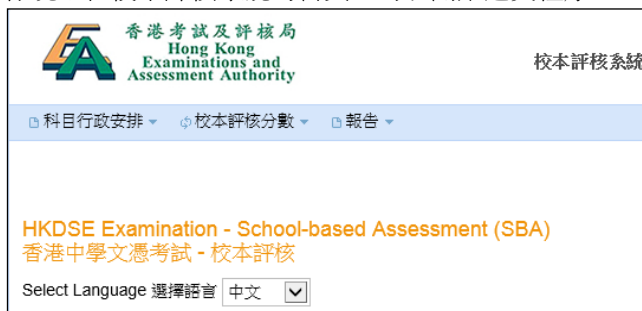 香港考試及評核局
Hong Kong
Examinations and
Assessment Authority
校本評核系統
科目行政安排
校本評核分數
報告
HKDSE Examination - School-based Assessment (SBA)
香港中學文憑考試 - 校本評核
Select Language 選擇語言 中文